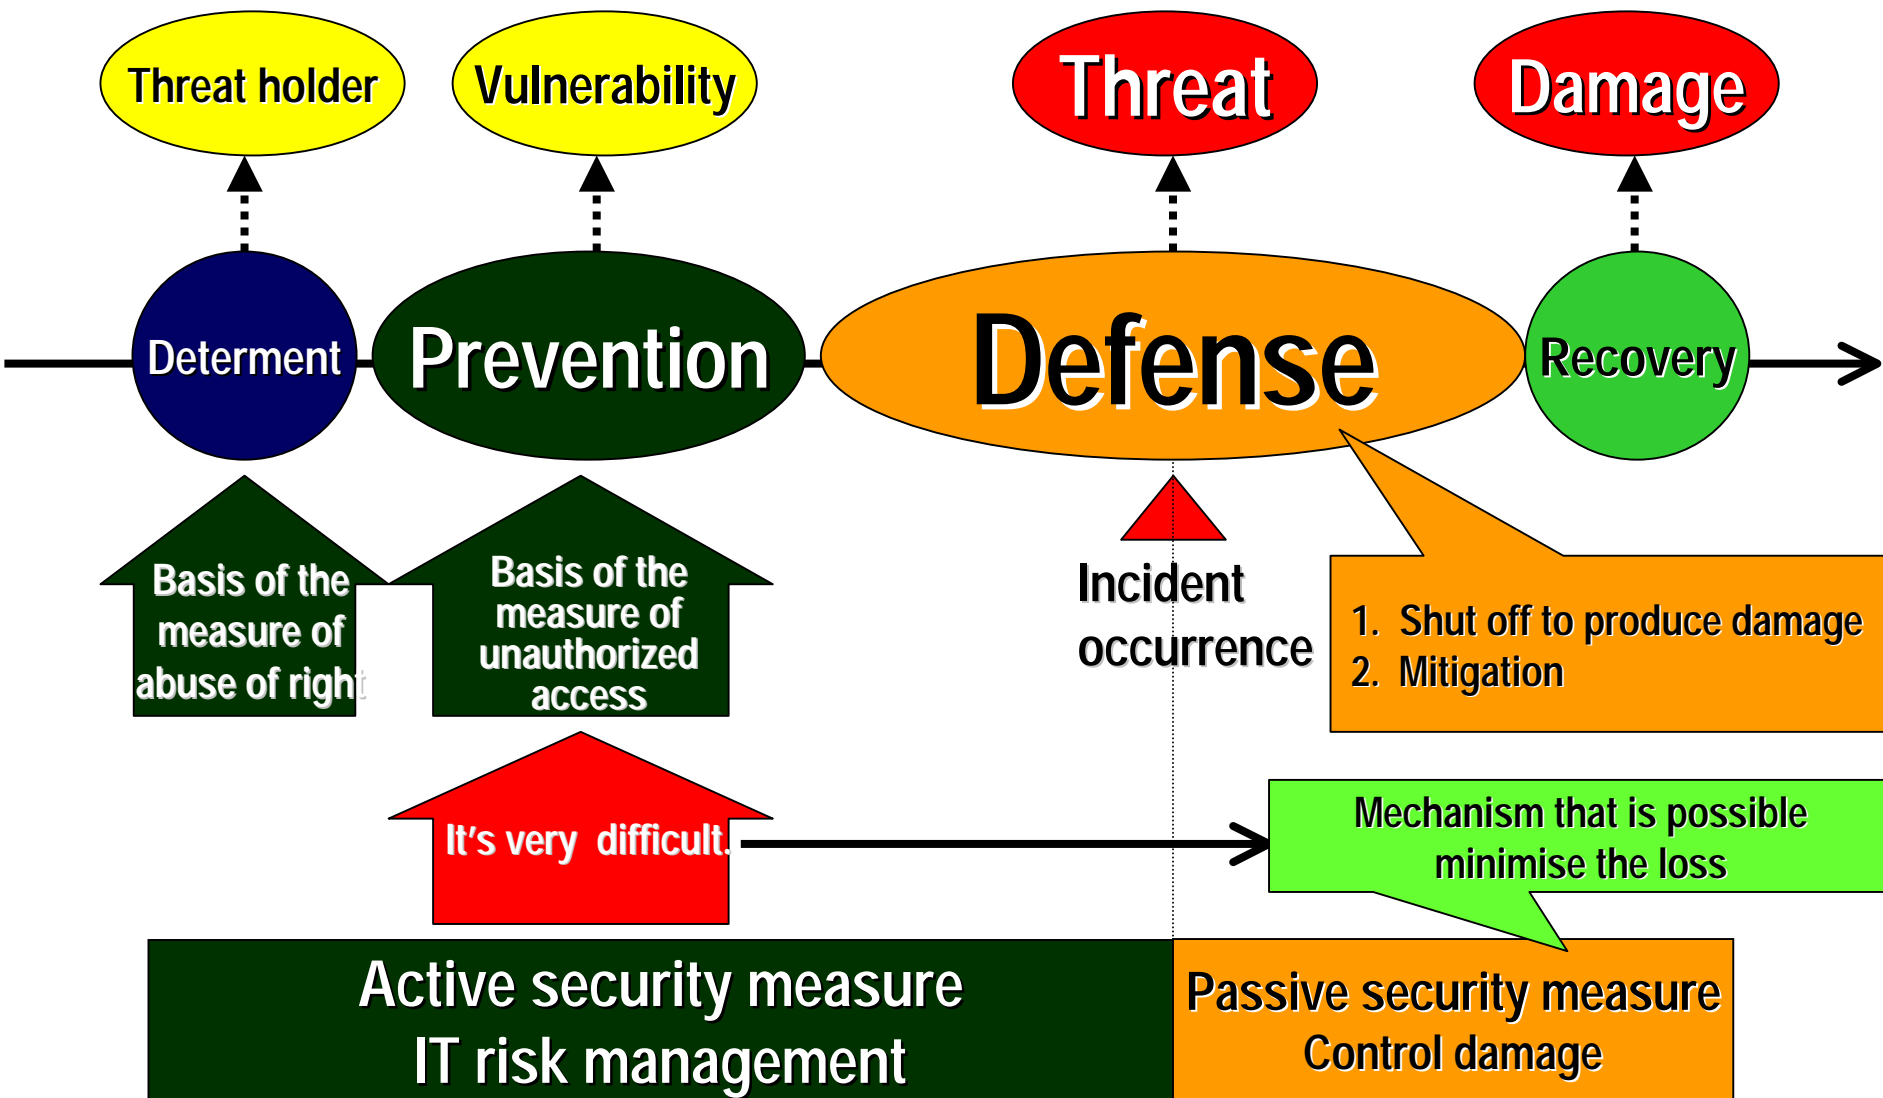 Threat holder
Vulnerability
Threat
Damage
Determent
Prevention
Defense
Recovery
Basis of the
measure of
abuse of right
Basis of the
measure of
unauthorized
access
Incident
occurrence
1. Shut off to produce damage
2. Mitigation
It's very difficult.
Mechanism that is possible
minimise the loss
Active security measure
IT risk management
Passive security measure
Control damage